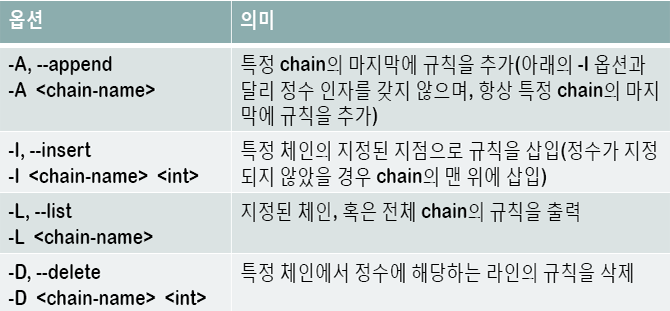 옵션
의미
-A, --append
-A <chain-name>
특정 chain의 마지막에 규칙을 추가(아래의 -I 옵션과
달리 정수 인자를 갖지 않으며, 항상 특정 chain의 마지
막에 규칙을 추가)
-I, --insert
-I <chain-name> <int>
특정 체인의 지정된 지점으로 규칙을 삽입(정수가 지정
되지 않았을 경우 chain의 맨 위에 삽입)
-L, --list
-L <chain-name>
지정된 체인, 혹은 전체 chain의 규칙을 출력
-D, --delete
-D <chain-name> <int>
특정 체인에서 정수에 해당하는 라인의 규칙을 삭제